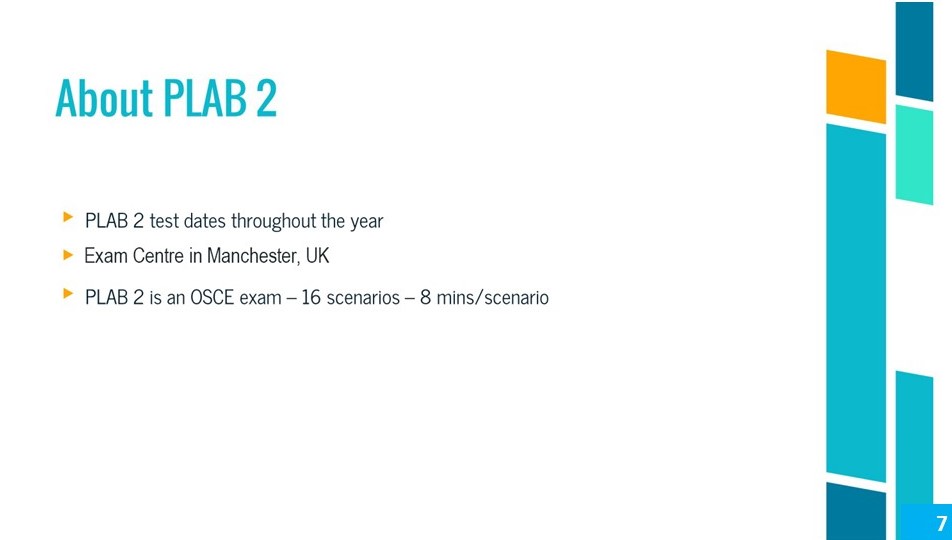 About PLAB 2
PLAB 2 test dates throughout the year
Exam Centre in Manchester, UK
PLAB 2 is an OSCE exam – 16 scenarios – 8 mins/scenario
7